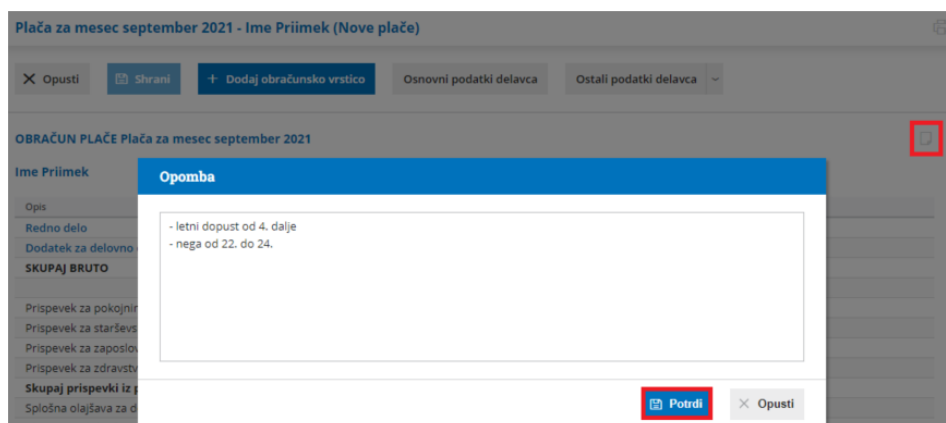 Plača za mesec september 2021 - Ime Priimek (Nove plače)
Opusti Shrani + Dodaj obračunsko vrstico Osnovni podatki delavca Ostali podatki delavca
OBRAČUN PLAČE Plača za mesec september 2021
Ime Priimek
Opomba
Opis
Redno delo
Dodatek za delovno
SKUPAJ BRUTO
Prispevek za pokojnin
Prispevek za starševs
Prispevek za zaposlov
Prispevek za zdravstv
Skupaj prispevki iz p
Splošna olajšava za d
- letni dopust od 4. dalje
- nega od 22. do 24.
Potrdi Opusti